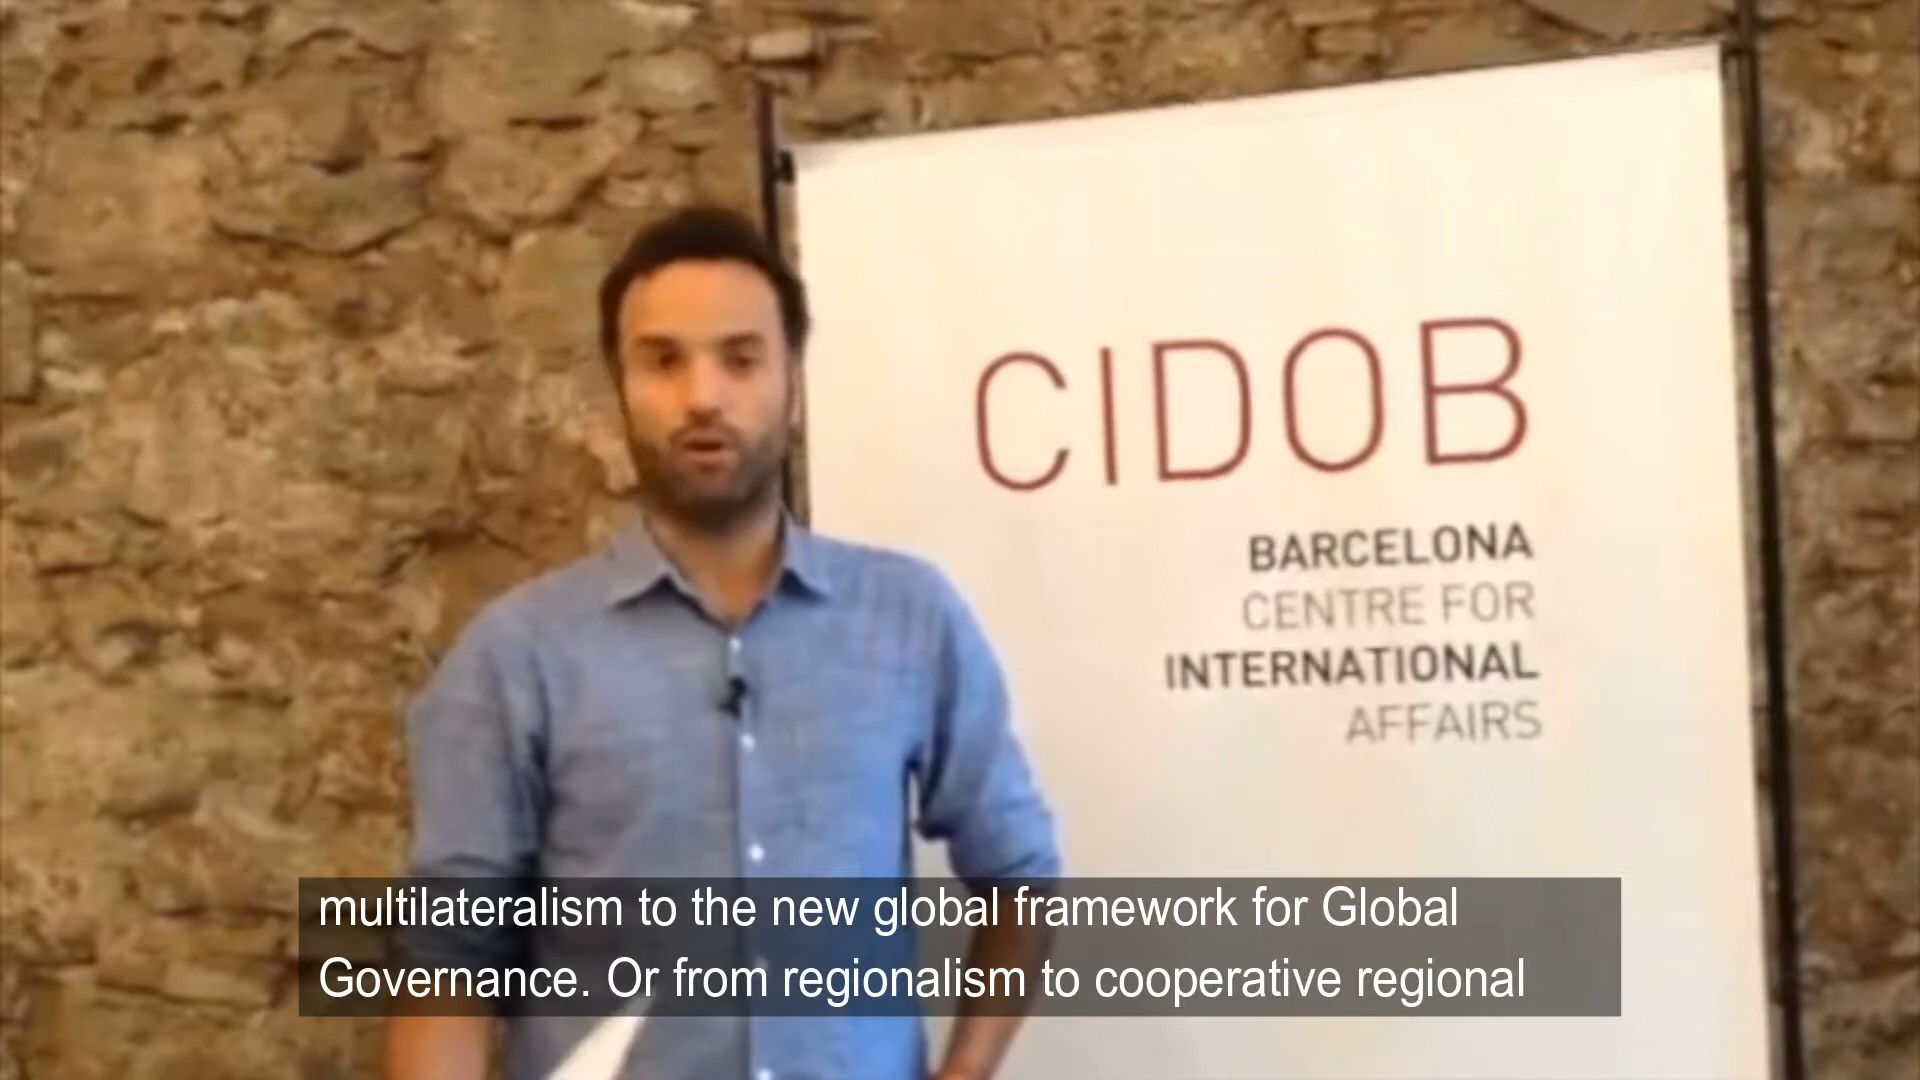 CIDOB
BARCELONA
CENTRE FOR
INTERNATIONAL
AFFAIRS
multilateralism to the new global framework for Global
Governance. Or from regionalism to cooperative regional